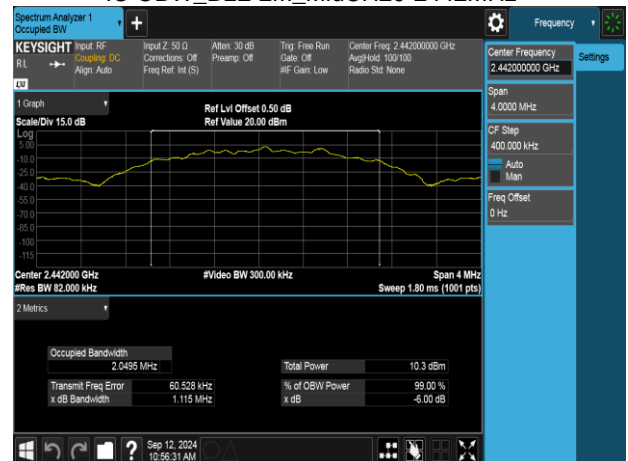 Spectrum Analyzer 1
Occupied BW
+
Frequency
KEYSIGHT
RL
LXI
Input: RF
Coupling: DC
Align: Auto
Input Z: 50 Ω
Corrections: Off
Freq Ref: Int (S)
Atten: 30 dB
Preamp: Off
Trig: Free Run
Gate: Off
#IF Gain: Low
Center Freq: 2.442000000 GHz
Avg|Hold: 100/100
Radio Std: None
Center Frequency
2.442000000 GHz
Settings
Span
4.0000 MHz
CF Step
400.000 kHz
Auto
Man
Freq Offset
0 Hz
1 Graph
Scale/Div 15.0 dB
Ref Lvl Offset 0.50 dB
Ref Value 20.00 dBm
Log
5.00
-10.0
-25.0
-40.0
-55.0
-70.0
-85.0
-100
-115
Center 2.442000 GHz
#Res BW 82.000 kHz
#Video BW 300.00 kHz
Span 4 MHz
Sweep 1.80 ms (1001 pts)
2 Metrics
Occupied Bandwidth
2.0495 MHz
Total Power 10.3 dBm
Transmit Freq Error 60.528 kHz
% of OBW Power 99.00 %
x dB Bandwidth 1.115 MHz
x dB -6.00 dB
?
Sep 12, 2024
10:56:31 AM